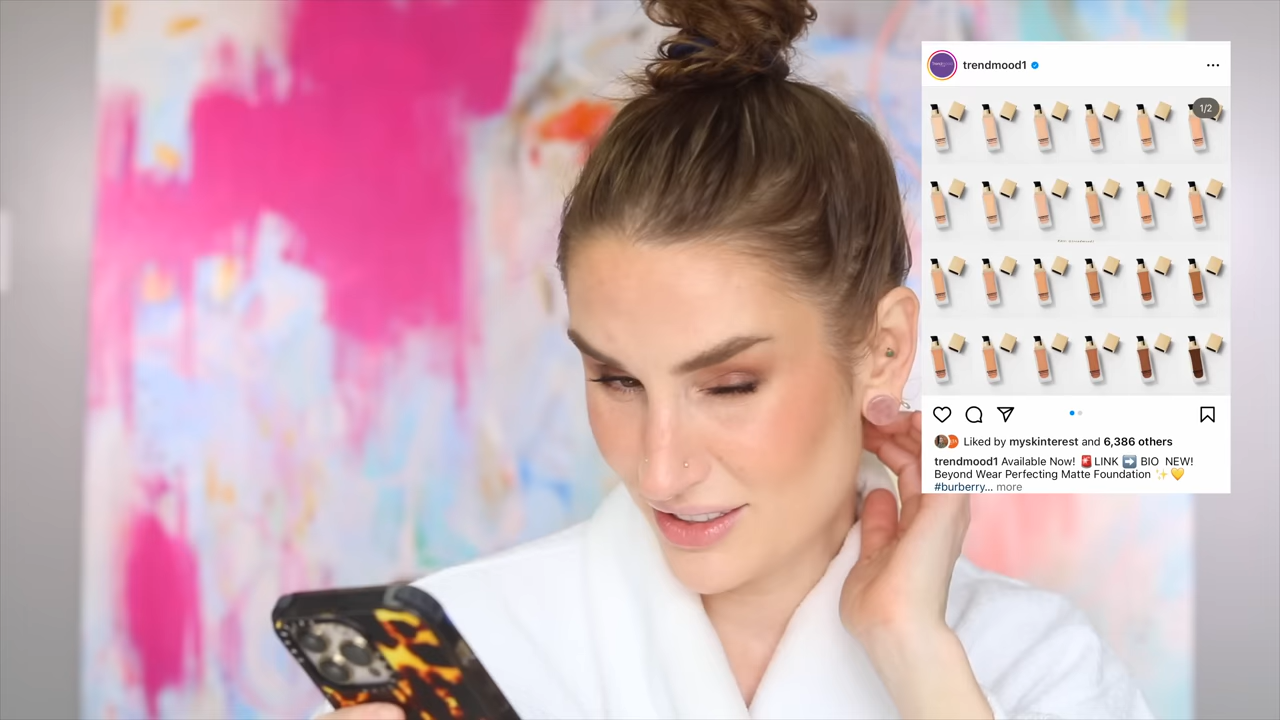 trendmood1
1/2
Liked by myskinterest and 6,386 others
trendmood1 Available Now! 🚨LINK ➡️ BIO NEW!
Beyond Wear Perfecting Matte Foundation ✨💛
#burberry... more